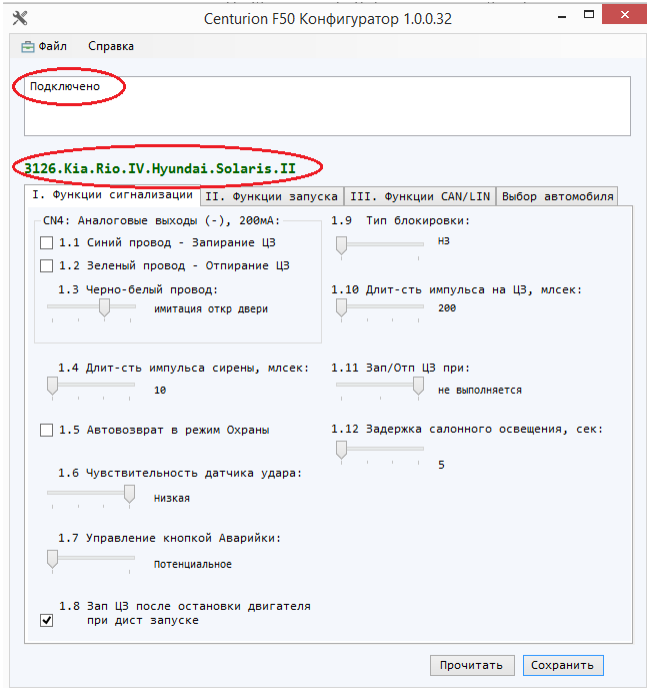 Centurion F50 Конфигуратор 1.0.0.32
Файл Справка
Подключено
3126.Kia.Rio.IV.Hyundai.Solaris.II
I. Функции сигнализации II. Функции запуска III. Функции CAN/LIN Выбор автомобиля
CN4: Аналоговые выходы (-), 200мА:
1.1 Синий провод - Запирание ЦЗ
1.2 Зеленый провод - Отпирание ЦЗ
1.3 Черно-белый провод:
имитация откр двери
1.4 Длит-сть импульса сирены, млсек:
10
1.5 Автовозврат в режим Охраны
1.6 Чувствительность датчика удара:
Низкая
1.7 Управление кнопкой Аварийки:
Потенциальное
1.8 Зап ЦЗ после остановки двигателя
при дист запуске
1.9 Тип блокировки:
НЗ
1.10 Длит-сть импульса на ЦЗ, млсек:
200
1.11 Зап/Отп ЦЗ при:
не выполняется
1.12 Задержка салонного освещения, сек:
5
Прочитать Сохранить